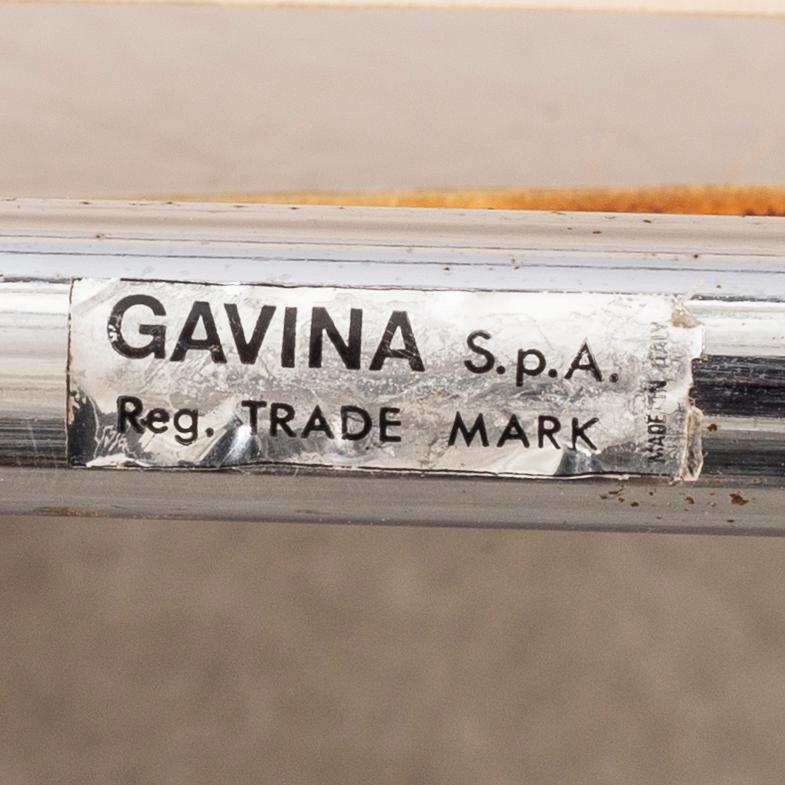 GAVINA S.p.A.
Reg. TRADE MARK
MADE IN ITALY